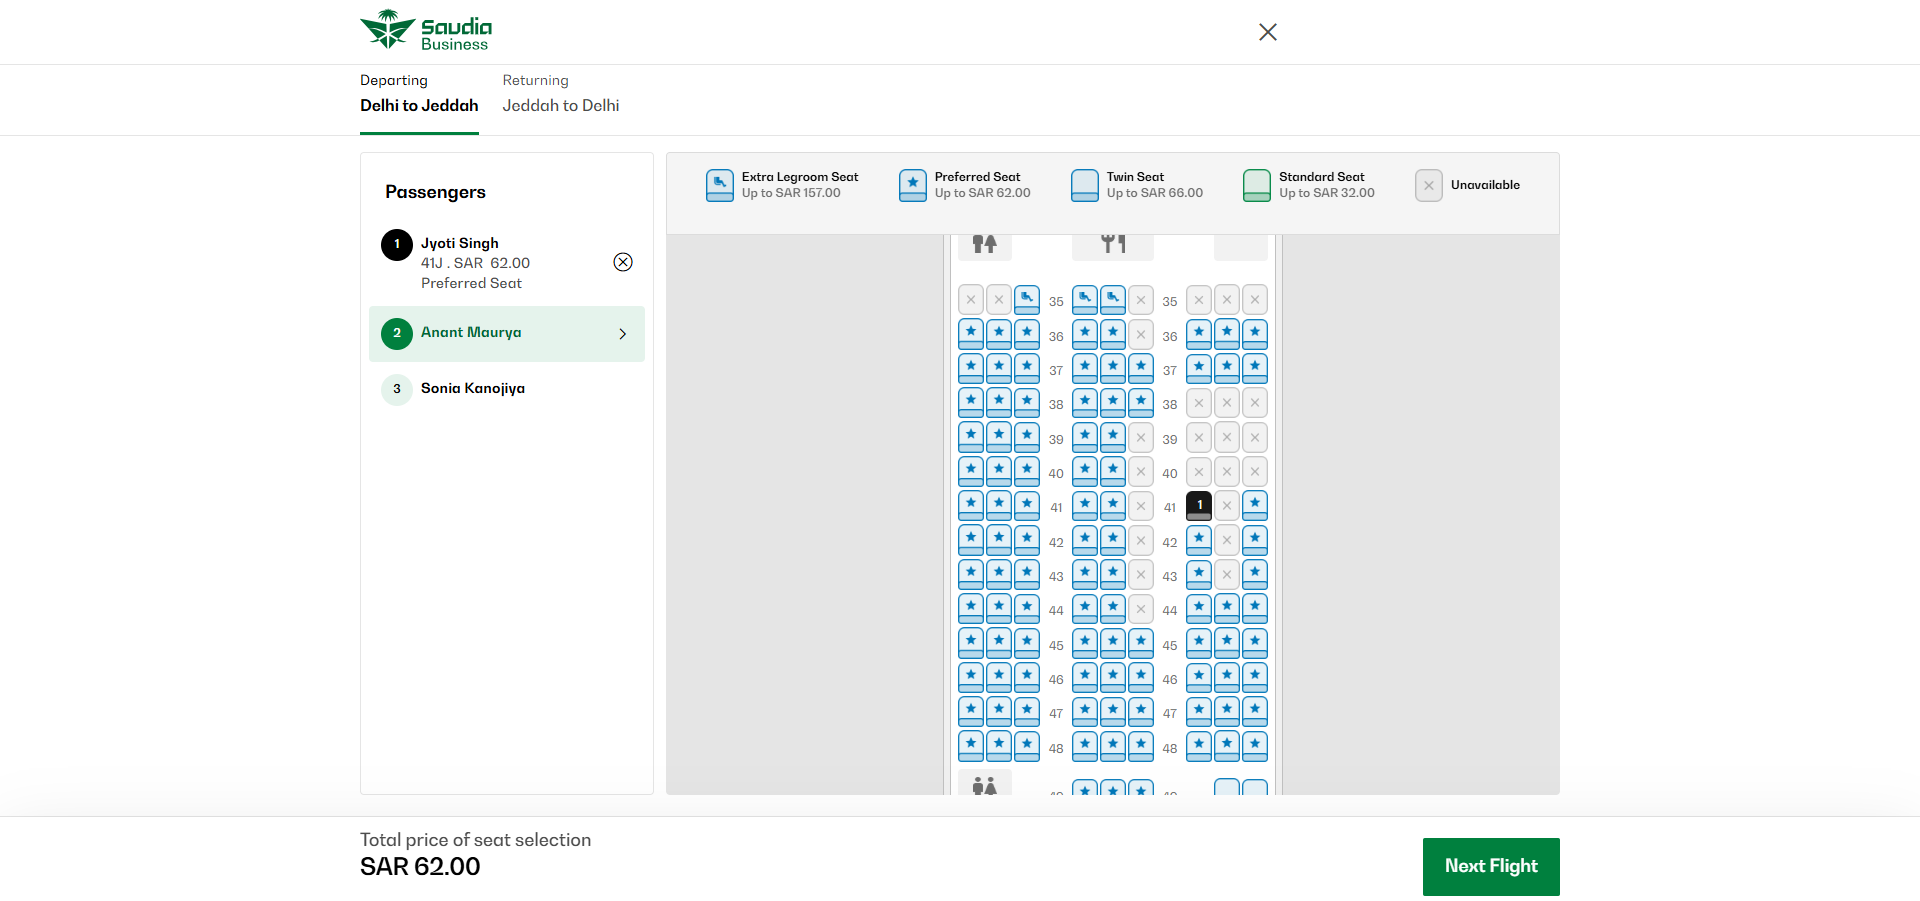 Saudia
Business
Departing
Delhi to Jeddah
Returning
Jeddah to Delhi
Passengers
1
Jyoti Singh
41J . SAR 62.00
Preferred Seat
2
Anant Maurya
3
Sonia Kanojiya
Extra Legroom Seat
Up to SAR 157.00
Preferred Seat
Up to SAR 62.00
Twin Seat
Up to SAR 66.00
Standard Seat
Up to SAR 32.00
Unavailable
35 35
36 36
37 37
38 38
39 39
40 40
41 41 1
42 42
43 43
44 44
45 45
46 46
47 47
48 48
Total price of seat selection
SAR 62.00
Next Flight